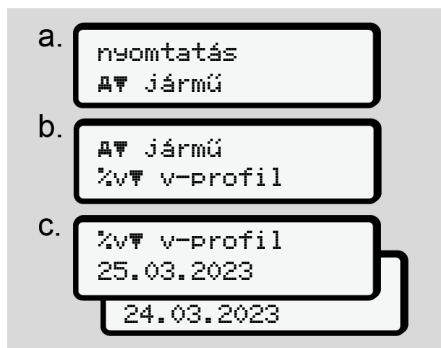 a.
nyomtatás
A▼ jármű
b.
A▼ jármű
%v▼ v-profil
c.
%v▼ v-profil
25.03.2023
24.03.2023